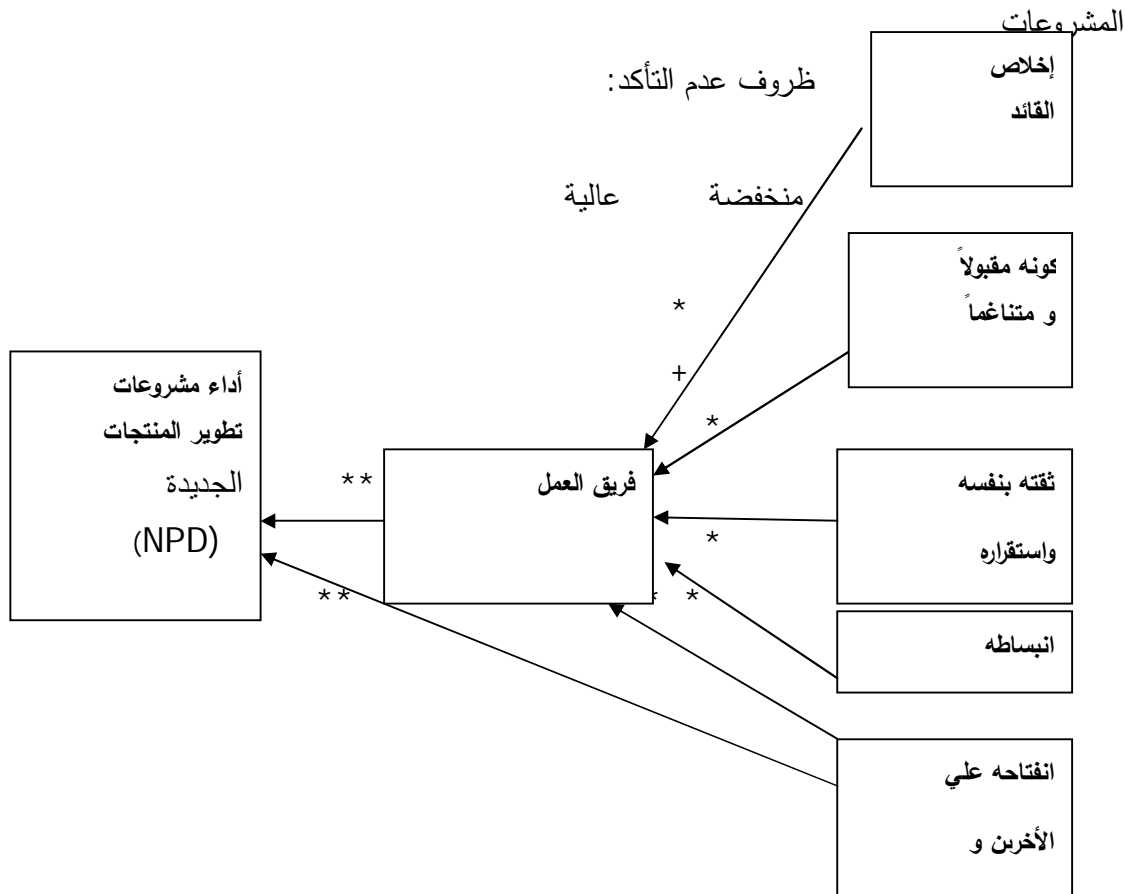 المشروعات
إخلاص
القائد
ظروف عدم التأكد:
منخفضة عالية
كونه مقبولاً
و متناغماً
*
+
*
أداء مشروعات
تطوير المنتجات
الجديدة
(NPD)
**
فريق العمل
ثقته بنفسه
واستقراره
*
**
* *
انبساطه
انفتاحه علي
الأخرين و